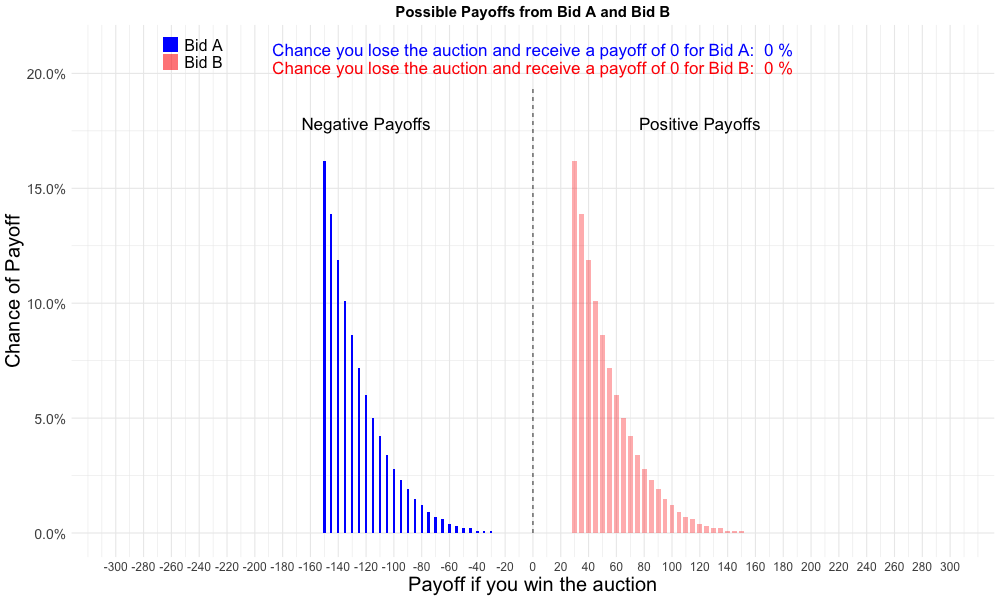 Possible Payoffs from Bid A and Bid B
Bid A
Bid B
Chance you lose the auction and receive a payoff of 0 for Bid A:  0 %
Chance you lose the auction and receive a payoff of 0 for Bid B:  0 %
Negative Payoffs
Positive Payoffs
Chance of Payoff
20.0%
15.0%
10.0%
5.0%
0.0%
-300 -280 -260 -240 -220 -200 -180 -160 -140 -120 -100 -80 -60 -40 -20 0 20 40 60 80 100 120 140 160 180 200 220 240 260 280 300
Payoff if you win the auction